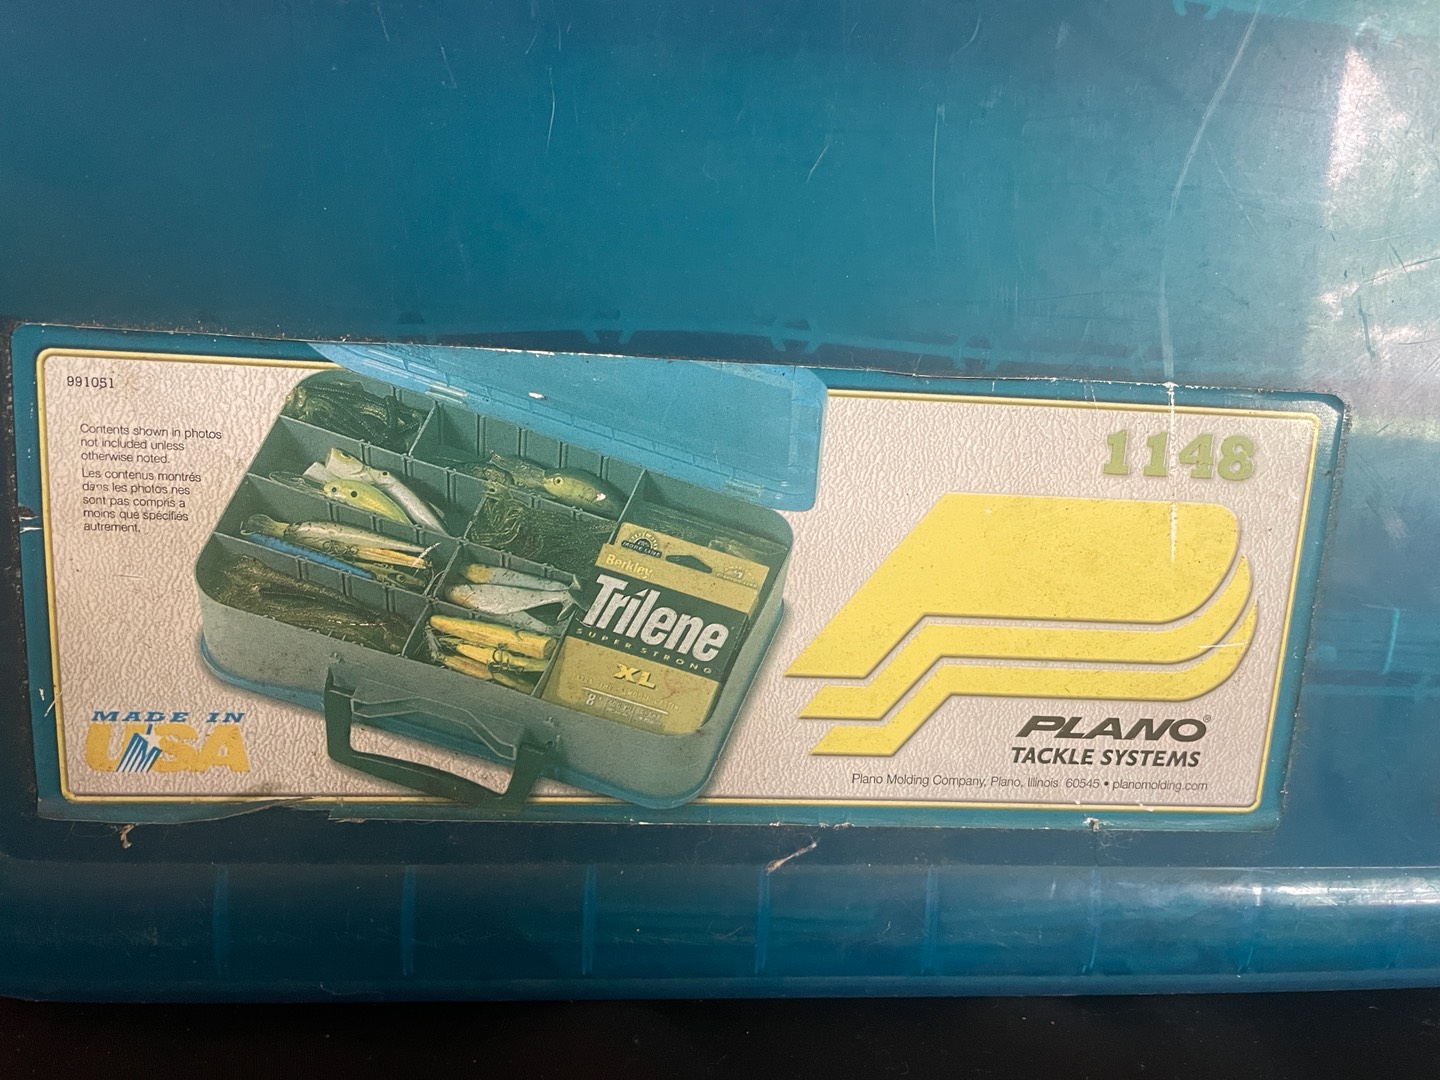 991051
Contents shown in photos
not included unless
otherwise noted.
Les contenus montrés
dans les photos nes
sont pas compris a
moins que spécifiés
autrement.
MADE IN
USA
Berkley
Trilene
SUPER STRONG
XL
8
1148
PLANO®
TACKLE SYSTEMS
Plano Molding Company, Plano, Illinois 60545 • planomolding.com